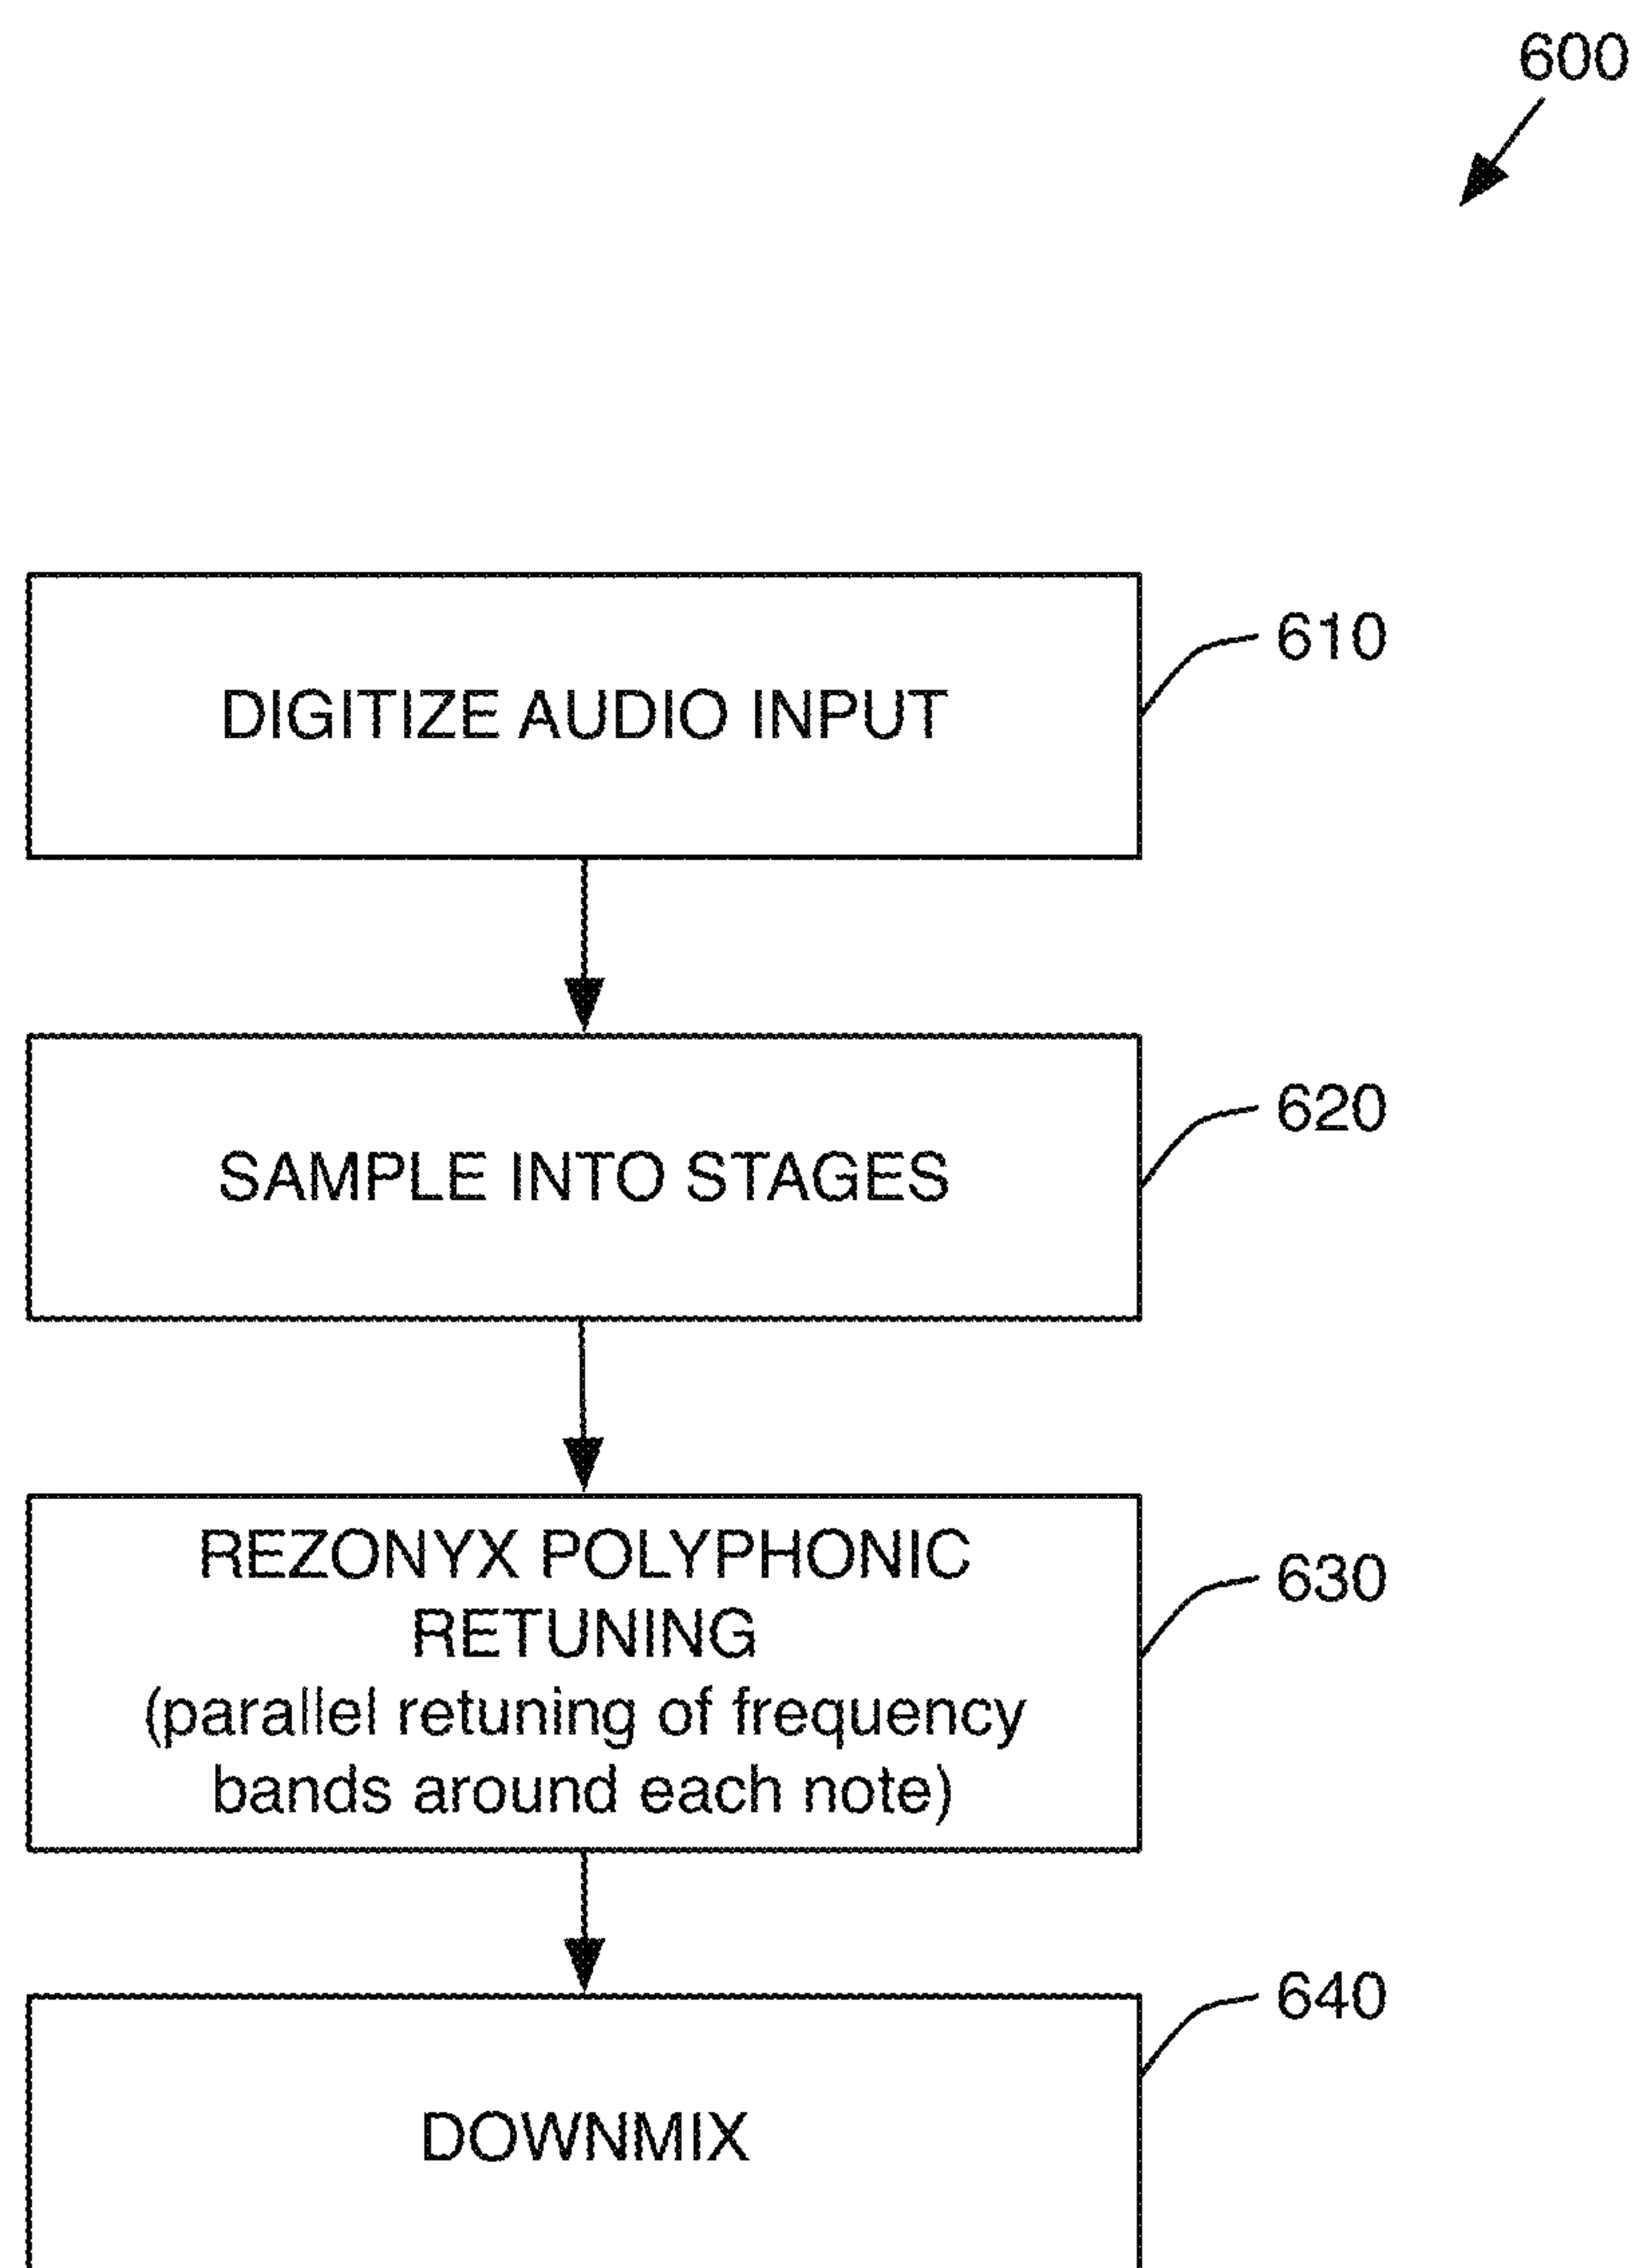 600
DIGITIZE AUDIO INPUT
610
SAMPLE INTO STAGES
620
REZONYX POLYPHONIC
RETUNING
(parallel retuning of frequency
bands around each note)
630
DOWNMIX
640